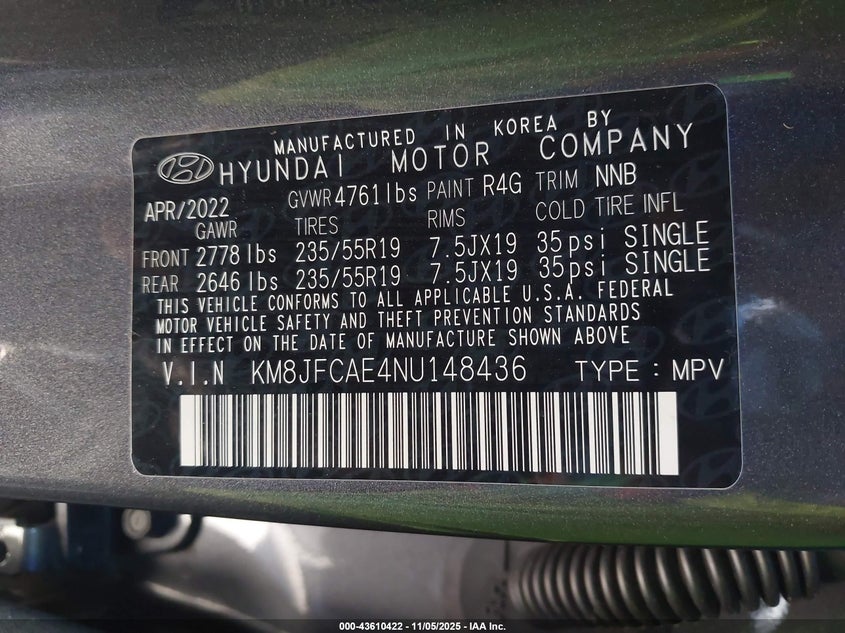 MANUFACTURED IN KOREA BY
HYUNDAI MOTOR COMPANY
APR/2022 GVWR 4761lbs PAINT R4G TRIM NNB
GAWR TIRES RIMS COLD TIRE INFL
FRONT 2778 lbs 235/55R19 7.5JX19 35psi SINGLE
REAR 2646 lbs 235/55R19 7.5JX19 35psi SINGLE
THIS VEHICLE CONFORMS TO ALL APPLICABLE U.S.A. FEDERAL
MOTOR VEHICLE SAFETY AND THEFT PREVENTION STANDARDS
IN EFFECT ON THE DATE OF MANUFACTURE SHOWN ABOVE
V.I.N KM8JFCAE4NU148436 TYPE : MPV
000-43610422 - 11/05/2025 - IAA Inc.